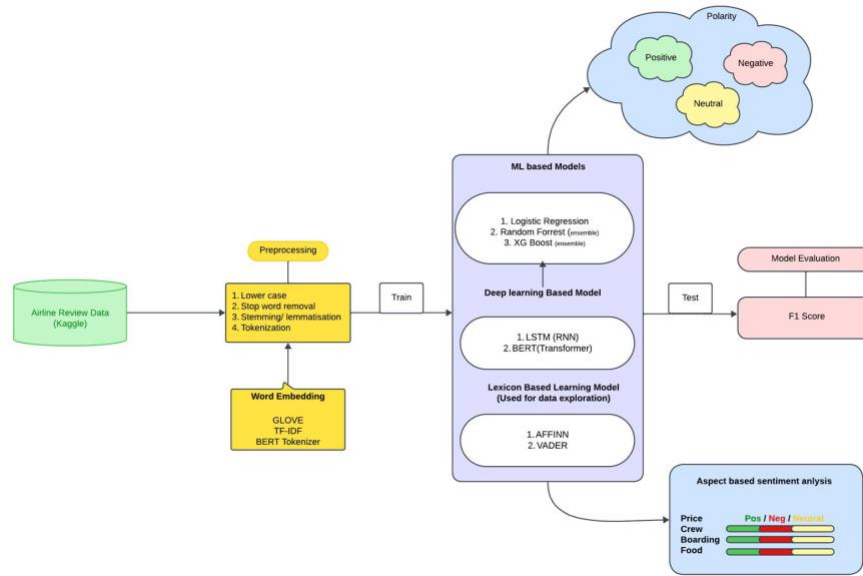 Polarity
Positive
Negative
Neutral
ML based Models
1. Logistic Regression
2. Random Forrest (ensemble)
3. XG Boost (ensemble)
Deep learning Based Model
1. LSTM (RNN)
2. BERT(Transformer)
Lexicon Based Learning Model
(Used for data exploration)
1. AFFINN
2. VADER
Preprocessing
1. Lower case
2. Stop word removal
3. Stemming/ lemmatisation
4. Tokenization
Airline Review Data
(Kaggle)
Train
Word Embedding
GLOVE
TF-IDF
BERT Tokenizer
Test
Model Evaluation
F1 Score
Aspect based sentiment anlysis
Price Pos / Neg / Neutral
Crew
Boarding
Food